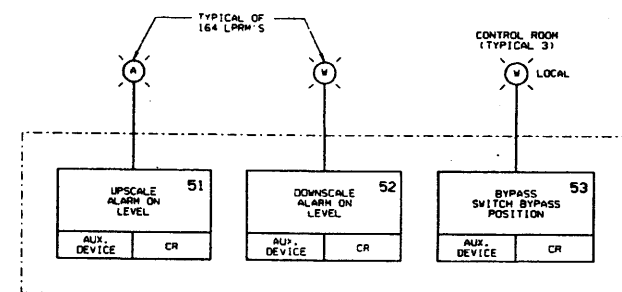 TYPICAL OF
164 LPRM'S
CONTROL ROOM
(TYPICAL 3)
A
W
W
LOCAL
UPSCALE
ALARM ON
LEVEL
51
AUX.
DEVICE
CR
DOWNSCALE
ALARM ON
LEVEL
52
AUX.
DEVICE
CR
BYPASS
SWITCH BYPASS
POSITION
53
AUX.
DEVICE
CR